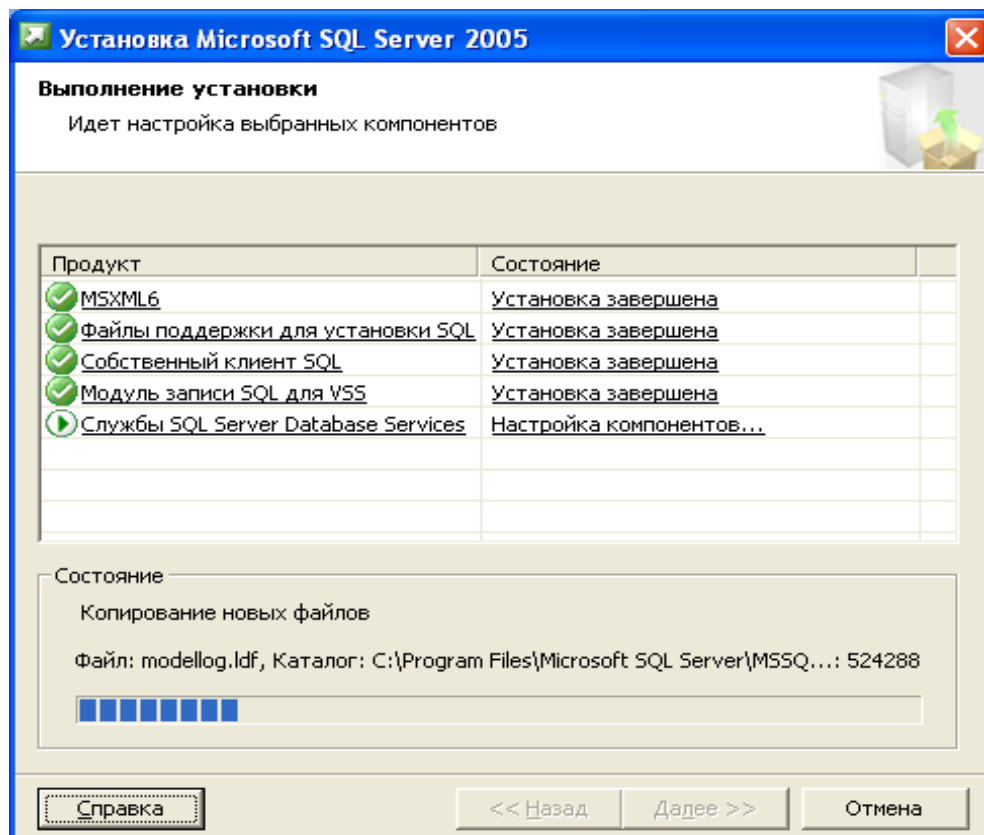 Установка Microsoft SQL Server 2005
Выполнение установки
Идет настройка выбранных компонентов
Продукт Состояние
MSXML6 Установка завершена
Файлы поддержки для установки SQL Установка завершена
Собственный клиент SQL Установка завершена
Модуль записи SQL для VSS Установка завершена
Службы SQL Server Database Services Настройка компонентов...
Состояние
Копирование новых файлов
Файл: modellog.ldf, Каталог: C:\Program Files\Microsoft SQL Server\MSSQ...: 524288
Справка << Назад Далее >> Отмена